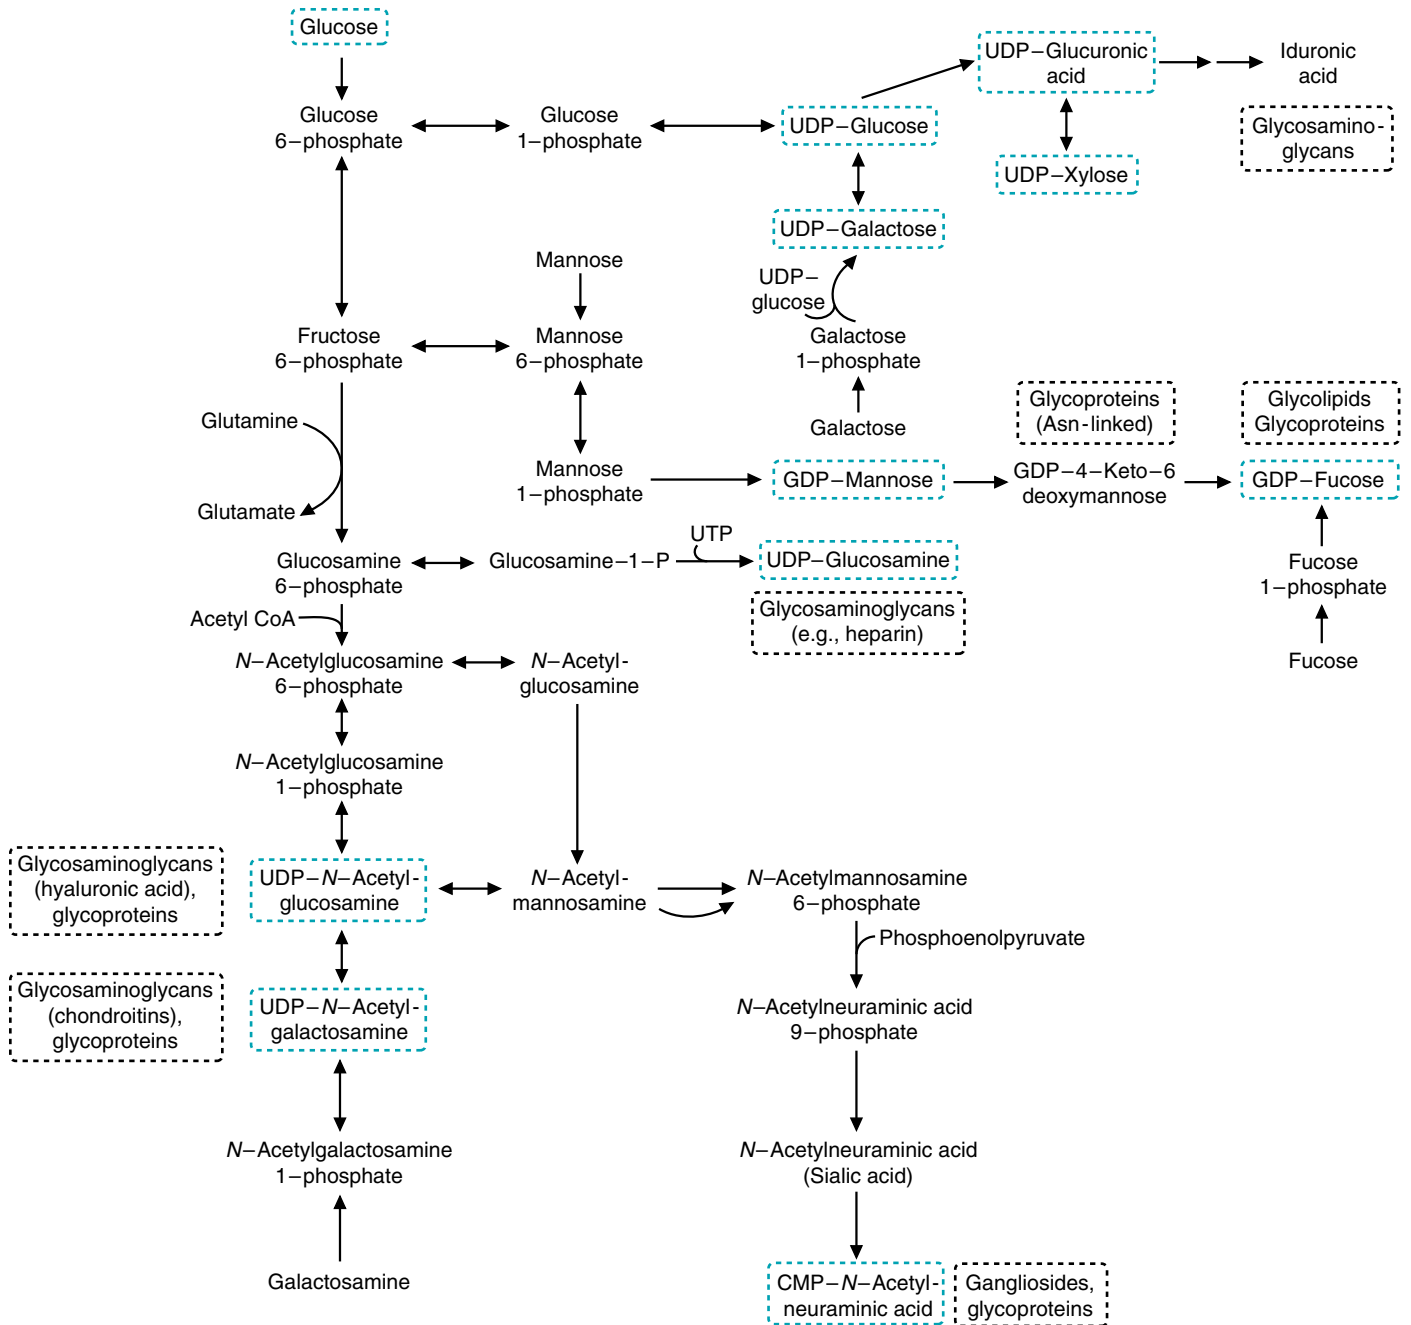 Glucose
UDP–Glucuronic
acid
Iduronic
acid
Glucose
6–phosphate
Glucose
1–phosphate
UDP–Glucose
Glycosamino-
glycans
UDP–Xylose
UDP–Galactose
Mannose
UDP–
glucose
Fructose
6–phosphate
Mannose
6–phosphate
Galactose
1–phosphate
Glutamine
Galactose
Glycoproteins
(Asn-linked)
Glycolipids
Glycoproteins
Mannose
1–phosphate
GDP–Mannose
GDP–4–Keto–6
deoxymannose
GDP–Fucose
Glutamate
UTP
Glucosamine
6–phosphate
Glucosamine–1–P
UDP–Glucosamine
Fucose
1–phosphate
Glycosaminoglycans
(e.g., heparin)
Acetyl CoA
N–Acetylglucosamine
6–phosphate
N–Acetyl-
glucosamine
Fucose
N–Acetylglucosamine
1–phosphate
Glycosaminoglycans
(hyaluronic acid),
glycoproteins
UDP–N–Acetyl-
glucosamine
N–Acetyl-
mannosamine
N–Acetylmannosamine
6–phosphate
Phosphoenolpyruvate
Glycosaminoglycans
(chondroitins),
glycoproteins
UDP–N–Acetyl-
galactosamine
N–Acetylneuraminic acid
9–phosphate
N–Acetylgalactosamine
1–phosphate
N–Acetylneuraminic acid
(Sialic acid)
Galactosamine
CMP–N–Acetyl-
neuraminic acid
Gangliosides,
glycoproteins